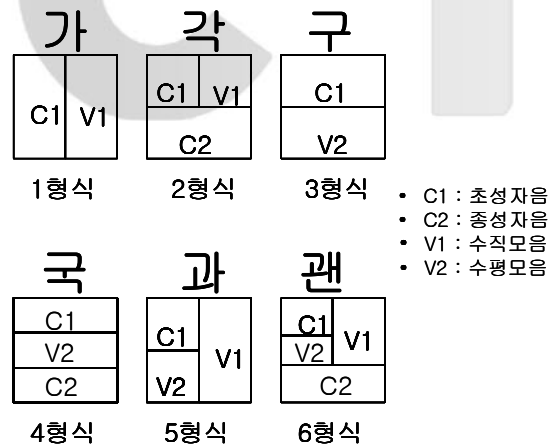 가 각 구
C1 V1 C1 V1 C2 C1 V2
1형식 2형식 3형식
• C1 : 초성자음
• C2 : 종성자음
• V1 : 수직모음
• V2 : 수평모음
국 과 괜
C1 V2 C2 C1 V2 V1 C1 V2 V1 C2
4형식 5형식 6형식